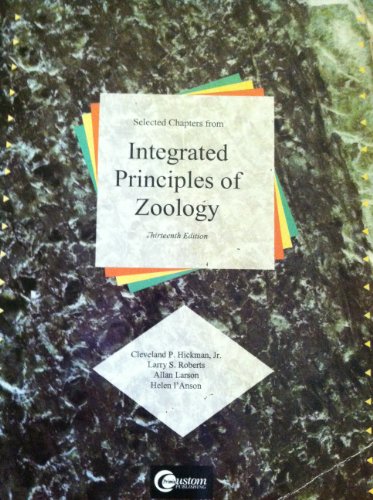 Selected Chapters from
Integrated
Principles of
Zoology
Thirteenth Edition
Cleveland P. Hickman, Jr.
Larry S. Roberts
Allan Larson
Helen I'Anson
Custom
PUBLISHING